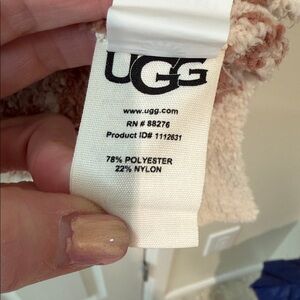 UGG
www.ugg.com
RN # 88276
Product ID# 1112631
78% POLYESTER
22% NYLON